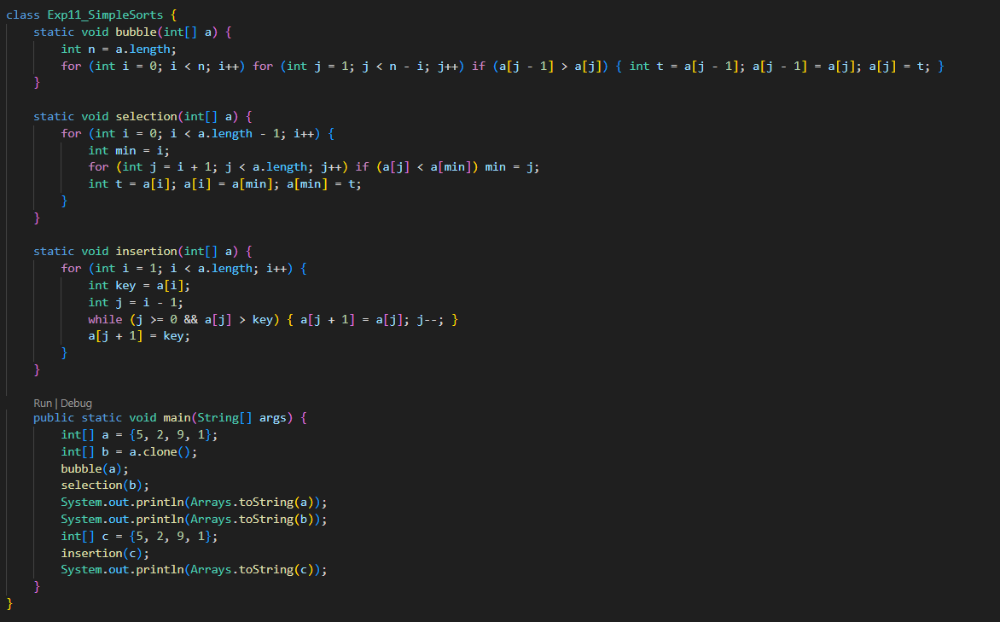 class Exp11_SimpleSorts {
    static void bubble(int[] a) {
        int n = a.length;
        for (int i = 0; i < n; i++) for (int j = 1; j < n - i; j++) if (a[j - 1] > a[j]) { int t = a[j - 1]; a[j - 1] = a[j]; a[j] = t; }
    }

    static void selection(int[] a) {
        for (int i = 0; i < a.length - 1; i++) {
            int min = i;
            for (int j = i + 1; j < a.length; j++) if (a[j] < a[min]) min = j;
            int t = a[i]; a[i] = a[min]; a[min] = t;
        }
    }

    static void insertion(int[] a) {
        for (int i = 1; i < a.length; i++) {
            int key = a[i];
            int j = i - 1;
            while (j >= 0 && a[j] > key) { a[j + 1] = a[j]; j--; }
            a[j + 1] = key;
        }
    }

    Run | Debug
    public static void main(String[] args) {
        int[] a = {5, 2, 9, 1};
        int[] b = a.clone();
        bubble(a);
        selection(b);
        System.out.println(Arrays.toString(a));
        System.out.println(Arrays.toString(b));
        int[] c = {5, 2, 9, 1};
        insertion(c);
        System.out.println(Arrays.toString(c));
    }
}